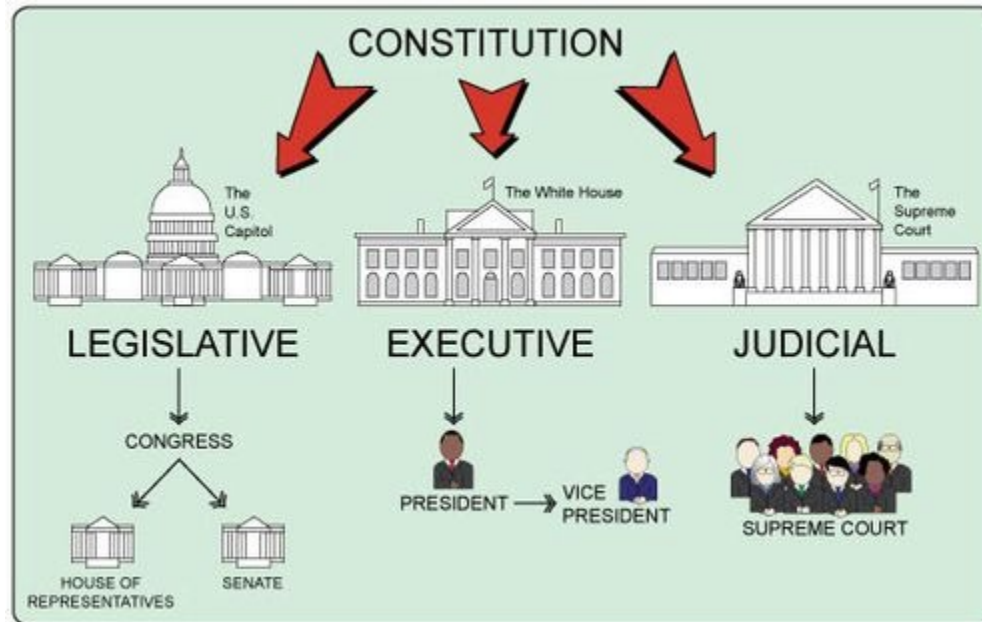 CONSTITUTION
The
U.S.
Capitol
The White House
The
Supreme
Court
LEGISLATIVE
EXECUTIVE
JUDICIAL
CONGRESS
HOUSE OF
REPRESENTATIVES
SENATE
PRESIDENT
VICE
PRESIDENT
SUPREME COURT